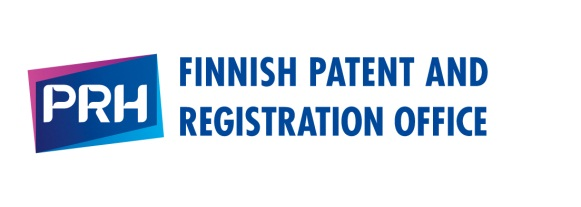 PRH
FINNISH PATENT AND
REGISTRATION OFFICE